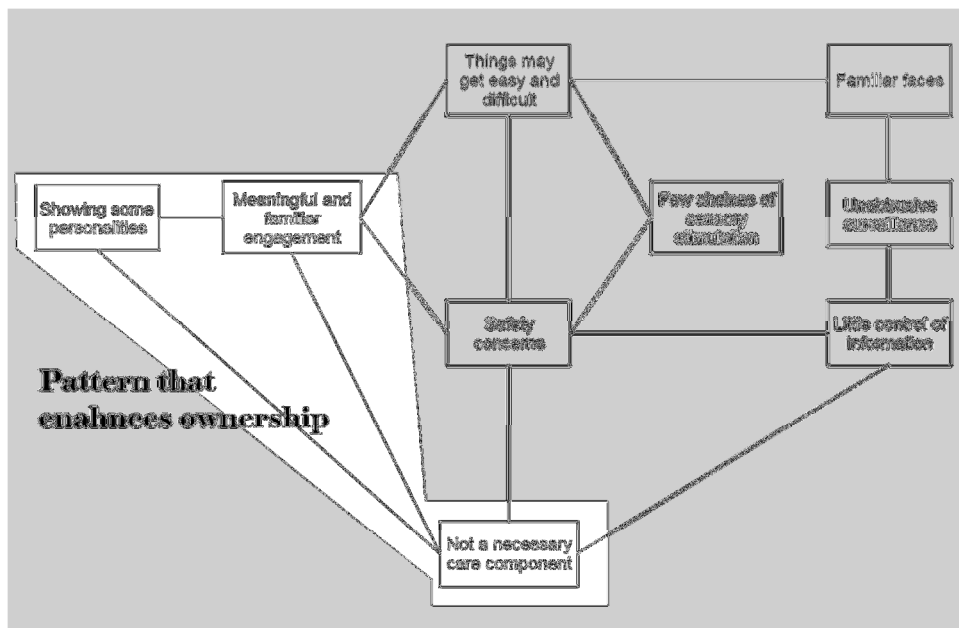 Things may
get easy and
difficult
Familiar faces
Showing some
personalities
Meaningful and
familier
engagement
Few choices of
sensory
stimulation
Unobtrusive
surveillance
Safety
concerns
Little control of
information
Pattern that
enahnces ownership
Not a necessary
care component